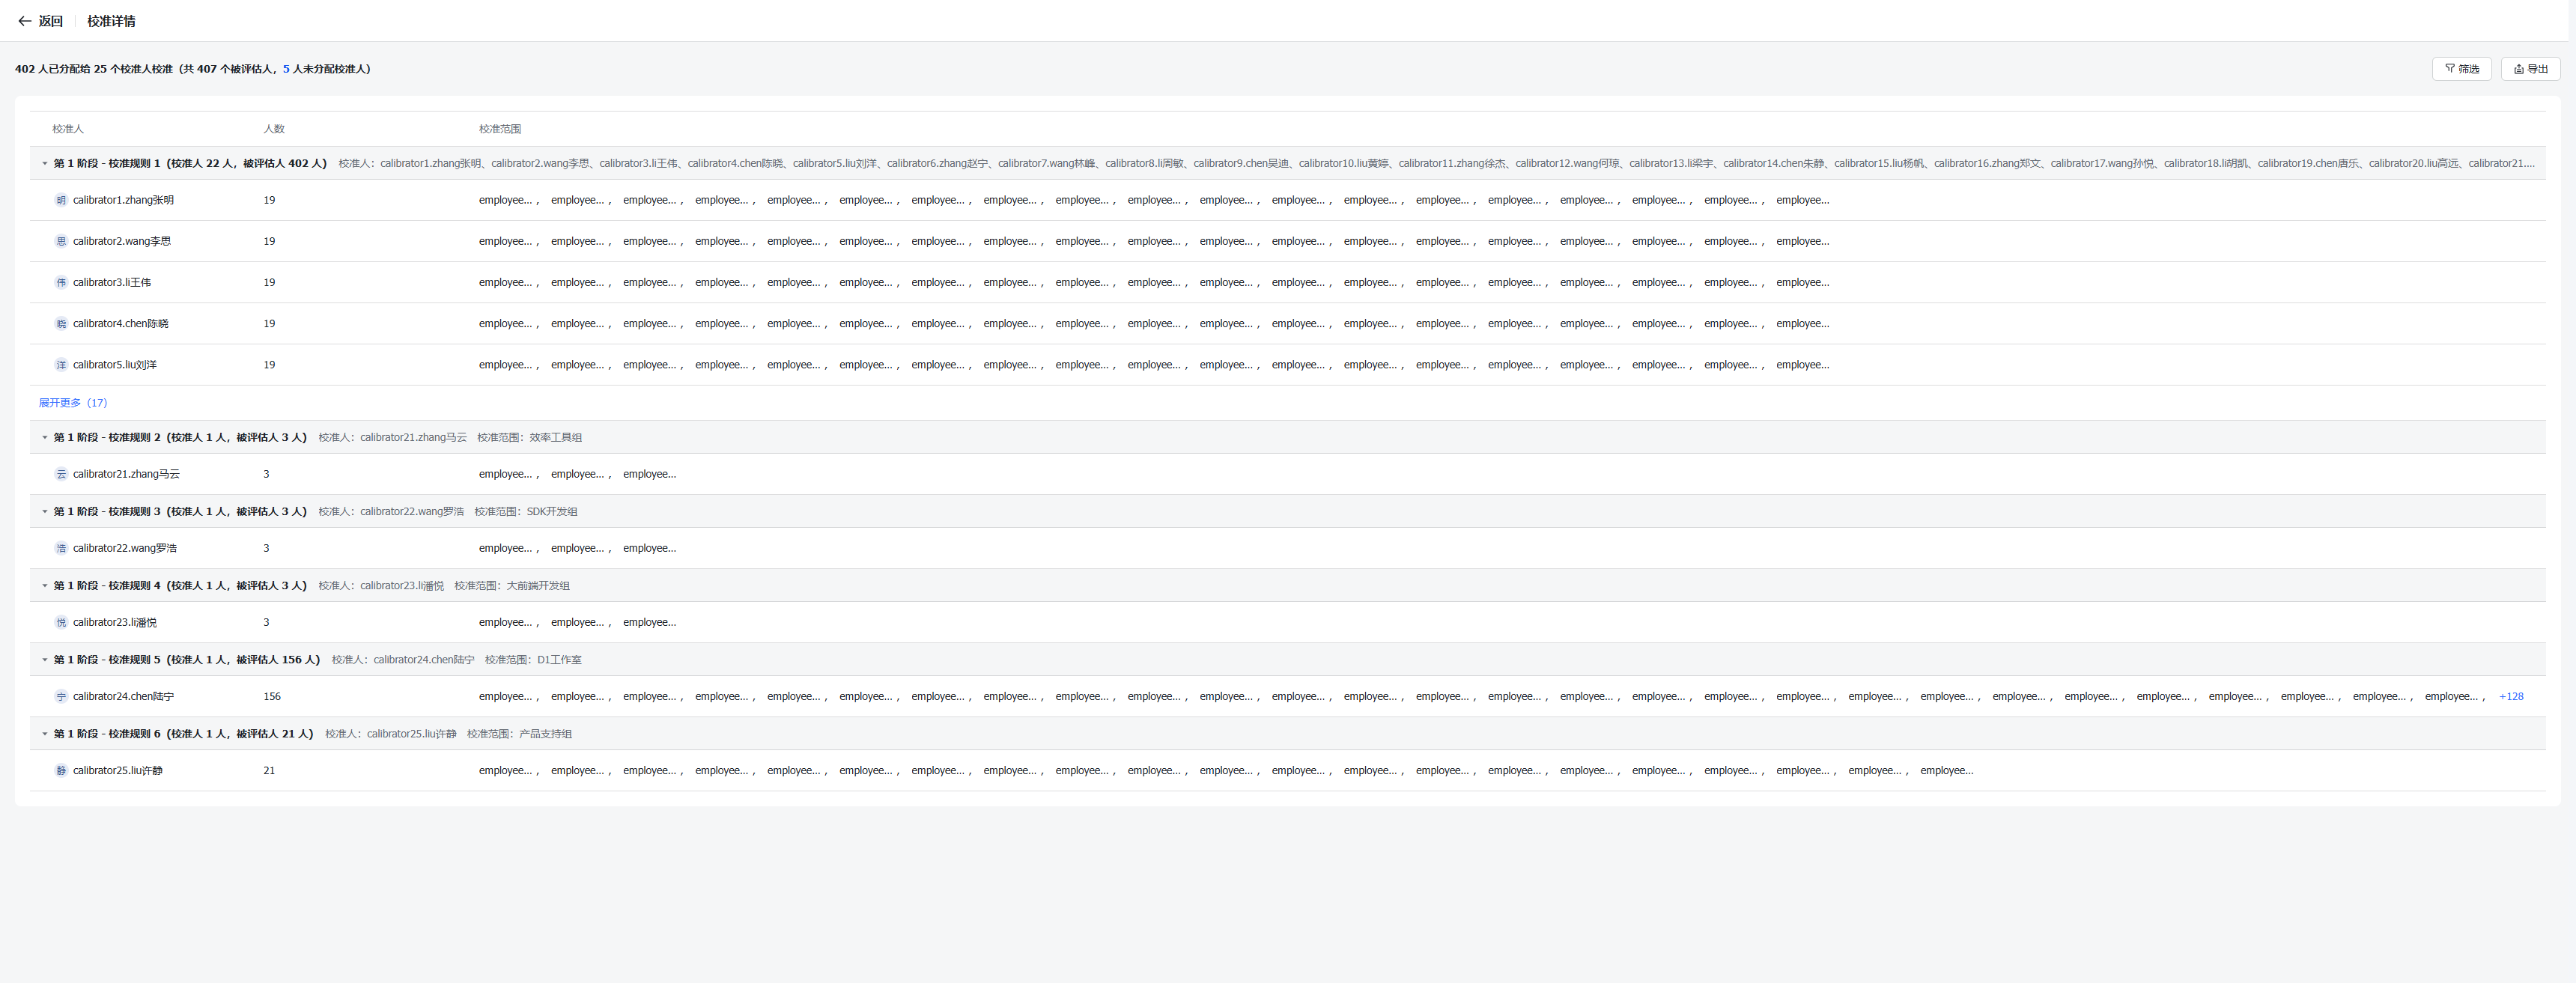 返回 校准详情
402 人已分配给 25 个校准人校准（共 407 个被评估人，5 人未分配校准人）
筛选 导出
校准人 人数 校准范围
第 1 阶段 - 校准规则 1（校准人 22 人，被评估人 402 人） 校准人：calibrator1.zhang张明、calibrator2.wang李思、calibrator3.li王伟、calibrator4.chen陈晓、calibrator5.liu刘洋、calibrator6.zhang赵宁、calibrator7.wang林峰、calibrator8.li周敏、calibrator9.chen吴迪、calibrator10.liu黄婷、calibrator11.zhang徐杰、calibrator12.wang何琼、calibrator13.li梁宇、calibrator14.chen朱静、calibrator15.liu杨帆、calibrator16.zhang郑文、calibrator17.wang孙悦、calibrator18.li胡凯、calibrator19.chen唐乐、calibrator20.liu高远、calibrator21....
明 calibrator1.zhang张明 19 employee... , employee... , employee... , employee... , employee... , employee... , employee... , employee... , employee... , employee... , employee... , employee... , employee... , employee... , employee... , employee... , employee... , employee... , employee...
思 calibrator2.wang李思 19 employee... , employee... , employee... , employee... , employee... , employee... , employee... , employee... , employee... , employee... , employee... , employee... , employee... , employee... , employee... , employee... , employee... , employee... , employee...
伟 calibrator3.li王伟 19 employee... , employee... , employee... , employee... , employee... , employee... , employee... , employee... , employee... , employee... , employee... , employee... , employee... , employee... , employee... , employee... , employee... , employee... , employee...
晓 calibrator4.chen陈晓 19 employee... , employee... , employee... , employee... , employee... , employee... , employee... , employee... , employee... , employee... , employee... , employee... , employee... , employee... , employee... , employee... , employee... , employee... , employee...
洋 calibrator5.liu刘洋 19 employee... , employee... , employee... , employee... , employee... , employee... , employee... , employee... , employee... , employee... , employee... , employee... , employee... , employee... , employee... , employee... , employee... , employee... , employee...
展开更多（17）
第 1 阶段 - 校准规则 2（校准人 1 人，被评估人 3 人） 校准人：calibrator21.zhang马云 校准范围：效率工具组
云 calibrator21.zhang马云 3 employee... , employee... , employee...
第 1 阶段 - 校准规则 3（校准人 1 人，被评估人 3 人） 校准人：calibrator22.wang罗浩 校准范围：SDK开发组
浩 calibrator22.wang罗浩 3 employee... , employee... , employee...
第 1 阶段 - 校准规则 4（校准人 1 人，被评估人 3 人） 校准人：calibrator23.li潘悦 校准范围：大前端开发组
悦 calibrator23.li潘悦 3 employee... , employee... , employee...
第 1 阶段 - 校准规则 5（校准人 1 人，被评估人 156 人） 校准人：calibrator24.chen陆宁 校准范围：D1工作室
宁 calibrator24.chen陆宁 156 employee... , employee... , employee... , employee... , employee... , employee... , employee... , employee... , employee... , employee... , employee... , employee... , employee... , employee... , employee... , employee... , employee... , employee... , employee... , employee... , employee... , employee... , employee... , employee... , employee... , employee... , employee... , employee... , +128
第 1 阶段 - 校准规则 6（校准人 1 人，被评估人 21 人） 校准人：calibrator25.liu许静 校准范围：产品支持组
静 calibrator25.liu许静 21 employee... , employee... , employee... , employee... , employee... , employee... , employee... , employee... , employee... , employee... , employee... , employee... , employee... , employee... , employee... , employee... , employee... , employee... , employee... , employee... , employee...